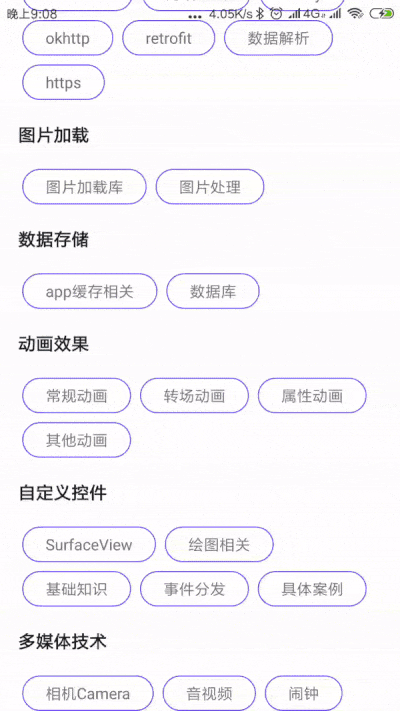 晚上9:08 ... 4.05K/s 4G
okhttp retrofit 数据解析
https
图片加载
图片加载库 图片处理
数据存储
app缓存相关 数据库
动画效果
常规动画 转场动画 属性动画
其他动画
自定义控件
SurfaceView 绘图相关
基础知识 事件分发 具体案例
多媒体技术
相机Camera 音视频 闹钟